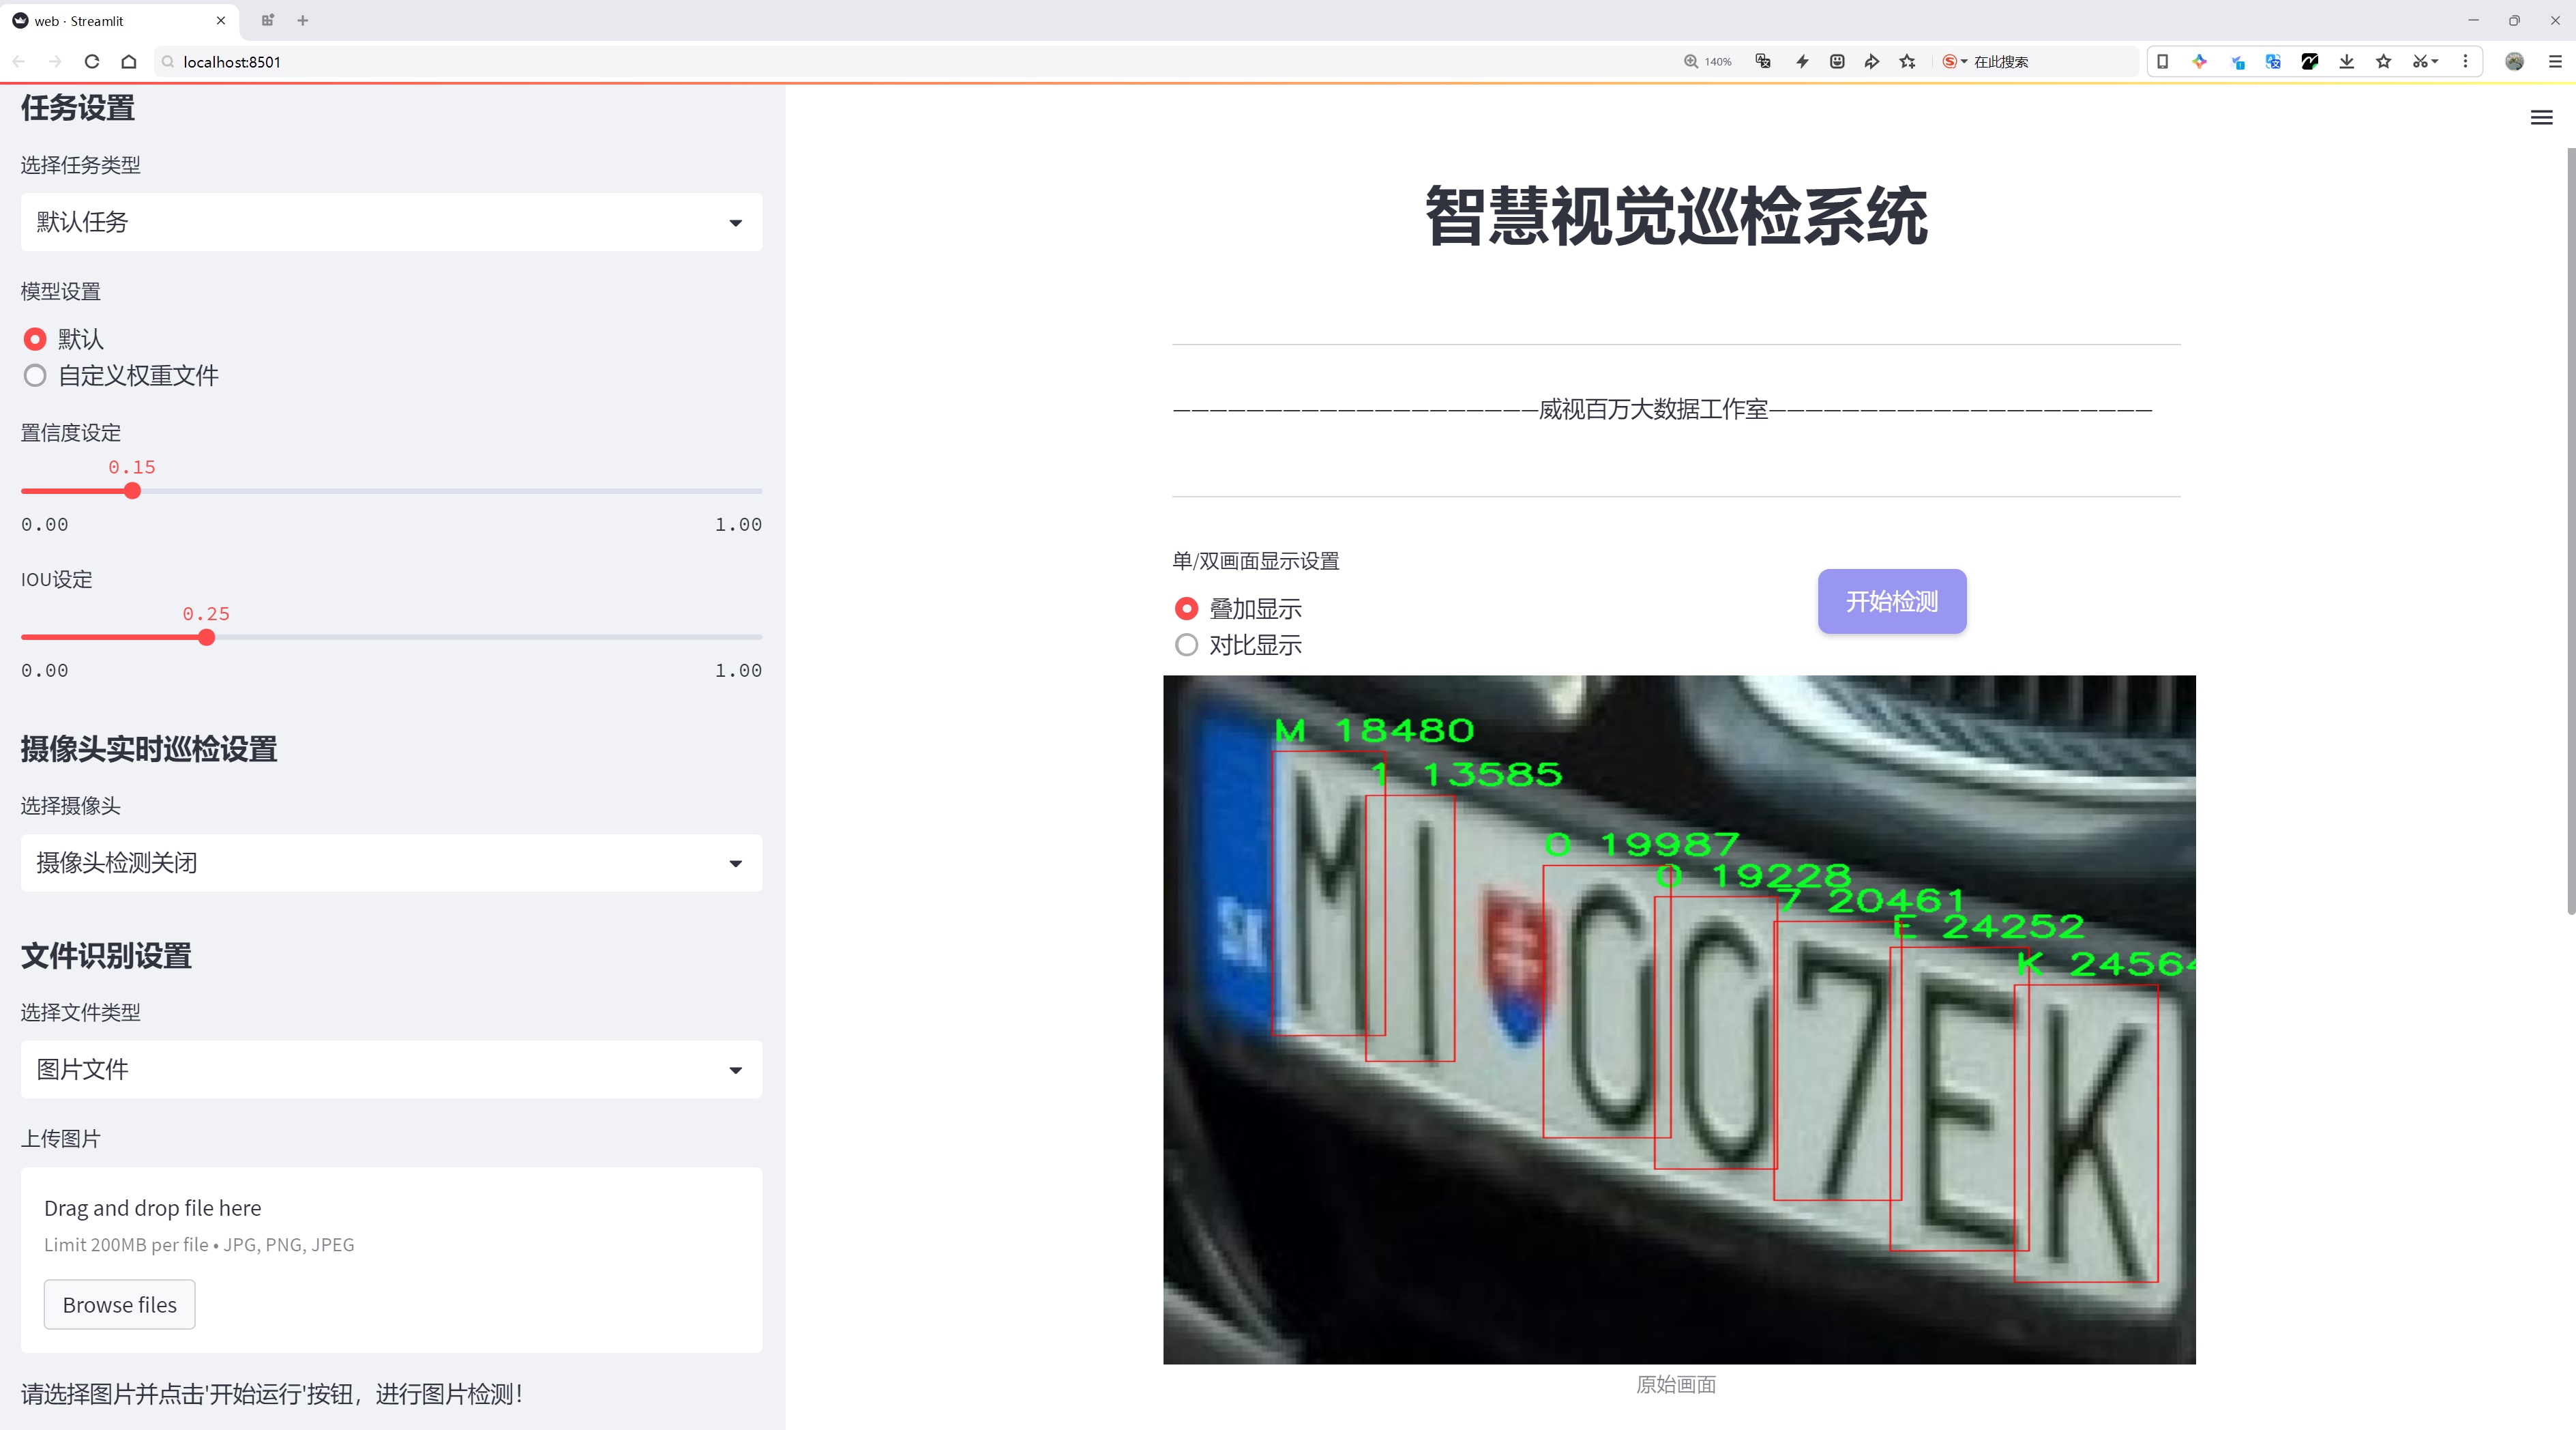 web · Streamlit
localhost:8501
140%
在此搜索
任务设置
选择任务类型
默认任务
模型设置
默认
自定义权重文件
置信度设定
0.15
0.00 1.00
IOU设定
0.25
0.00 1.00
摄像头实时巡检设置
选择摄像头
摄像头检测关闭
文件识别设置
选择文件类型
图片文件
上传图片
Drag and drop file here
Limit 200MB per file • JPG, PNG, JPEG
Browse files
请选择图片并点击'开始运行'按钮，进行图片检测！
智慧视觉巡检系统
————————————————————威视百万大数据工作室—————————————————————
单/双画面显示设置
叠加显示
对比显示
开始检测
M 18480
1 13585
0 19987
0 19228
7 20461
E 24252
K 24564
MI 007EK
原始画面